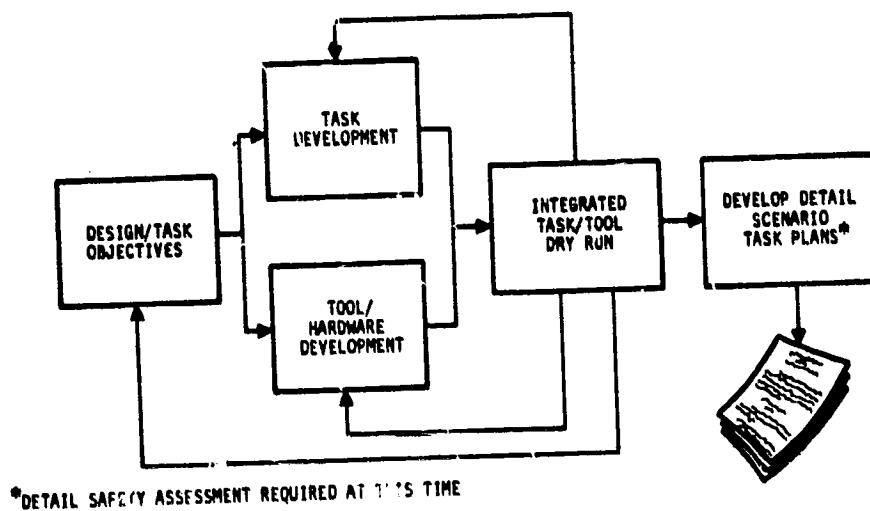 TASK
DEVELOPMENT
DESIGN/TASK
OBJECTIVES
TOOL/
HARDWARE
DEVELOPMENT
INTEGRATED
TASK/TOOL
DRY RUN
DEVELOP DETAIL
SCENARIO
TASK PLANS*
*DETAIL SAFETY ASSESSMENT REQUIRED AT THIS TIME